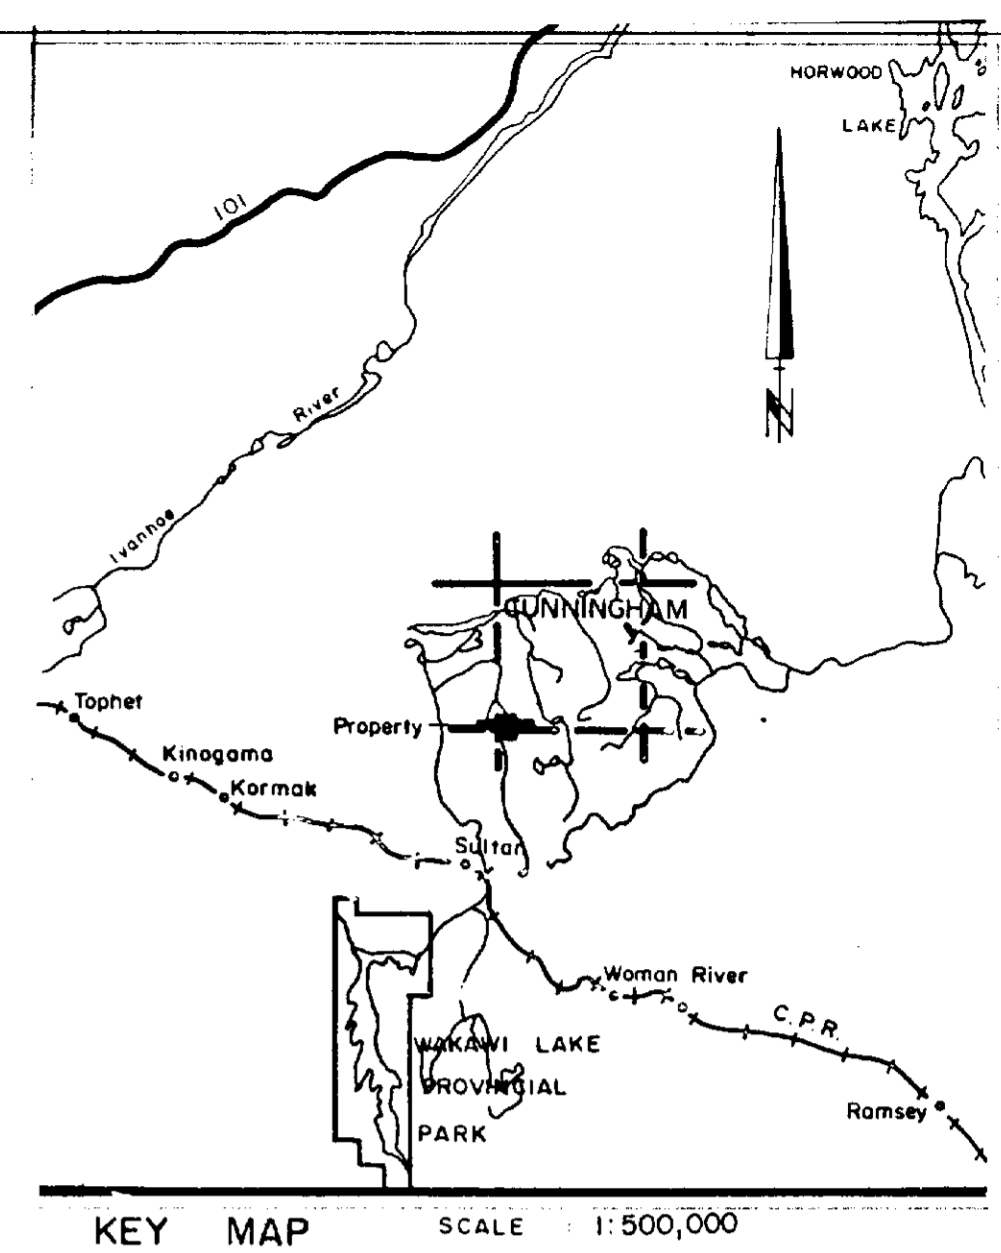 HORWOOD
LAKE
101
N
River
Ivanhoe
CUNNINGHAM
Tophet
Property
Kinogama
Kormak
Sultan
Woman River
C.P.R.
WAKAWI LAKE
PROVINCIAL
PARK
Ramsey
KEY MAP SCALE : 1:500,000